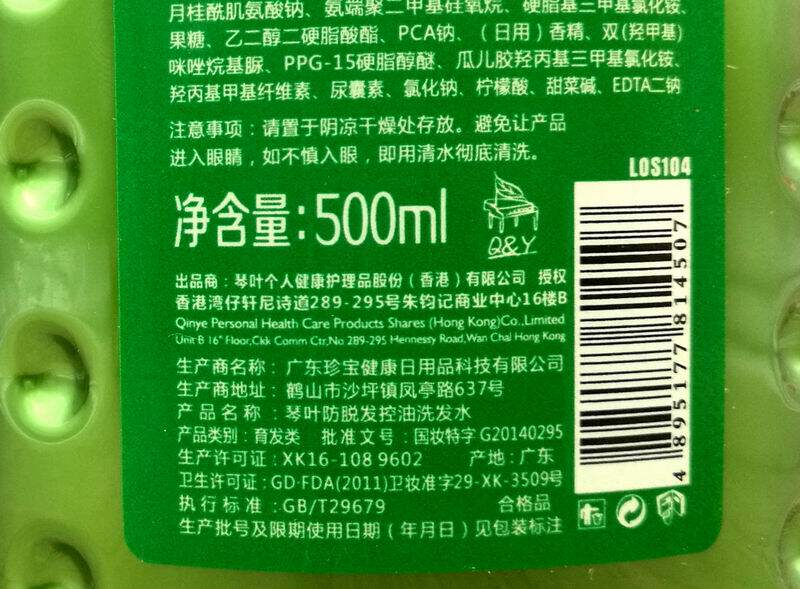 月桂酰肌氨酸钠、氨端聚二甲基硅氧烷、硬脂基三甲基氯化铵、
果糖、乙二醇二硬脂酸酯、PCA钠、（日用）香精、双(羟甲基)
咪唑烷基脲、PPG-15硬脂醇醚、瓜儿胶羟丙基三甲基氯化铵、
羟丙基甲基纤维素、尿囊素、氯化钠、柠檬酸、甜菜碱、EDTA二钠
注意事项：请置于阴凉干燥处存放。避免让产品
进入眼睛，如不慎入眼，即用清水彻底清洗。
LOS104
净含量:500ml
Q&Y
出品商：琴叶个人健康护理品股份（香港）有限公司 授权
香港湾仔轩尼诗道289-295号朱钧记商业中心16楼B
Qinye Personal Health Care Products Shares (Hong Kong)Co.,Limited
Unit B 16" Floor,Ckk Comm Ctr,No 289-295 Hennessy Road,Wan Chai Hong Kong
生产商名称：广东珍宝健康日用品科技有限公司
生产商地址：鹤山市沙坪镇凤亭路637号
产品名称：琴叶防脱发控油洗发水
产品类别：育发类 批准文号：国妆特字G20140295
生产许可证：XK16-108 9602 产地：广东
卫生许可证：GD·FDA(2011)卫妆准字29-XK-3509号
执行标准：GB/T29679 合格品
生产批号及限期使用日期（年月日）见包装标注
4 895177 814507